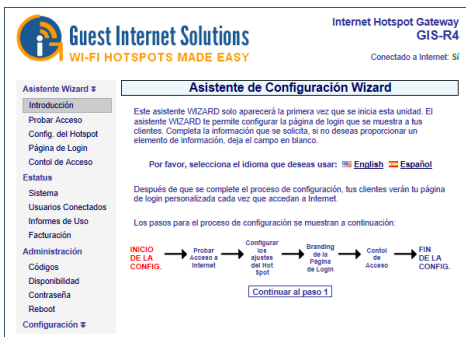 Guest Internet Solutions
WI-FI HOTSPOTS MADE EASY
Internet Hotspot Gateway
GIS-R4
Conectado a Internet: Sí
Asistente Wizard
Introducción
Probar Acceso
Config. del Hotspot
Página de Login
Contol de Acceso
Estatus
Sistema
Usuarios Conectados
Informes de Uso
Facturación
Administración
Códigos
Disponibilidad
Contraseña
Reboot
Configuración
Asistente de Configuración Wizard
Este asistente WIZARD solo aparecerá la primera vez que se inicia esta unidad. El
asistente WIZARD te permite configurar la página de login que se muestra a tus
clientes. Completa la información que se solicita, si no deseas proporcionar un
elemento de información, deja el campo en blanco.
Por favor, selecciona el idioma que deseas usar: English Español
Después de que se complete el proceso de configuración, tus clientes verán tu página
de login personalizada cada vez que accedan a Internet.
Los pasos para el proceso de configuración se muestran a continuación:
INICIO
DE LA
CONFIG.
Probar
Acceso a
Internet
Configurar
los
ajustes
del Hot
Spot
Branding
de la
Página
de Login
Contol
de
Acceso
FIN
DE LA
CONFIG.
Continuar al paso 1